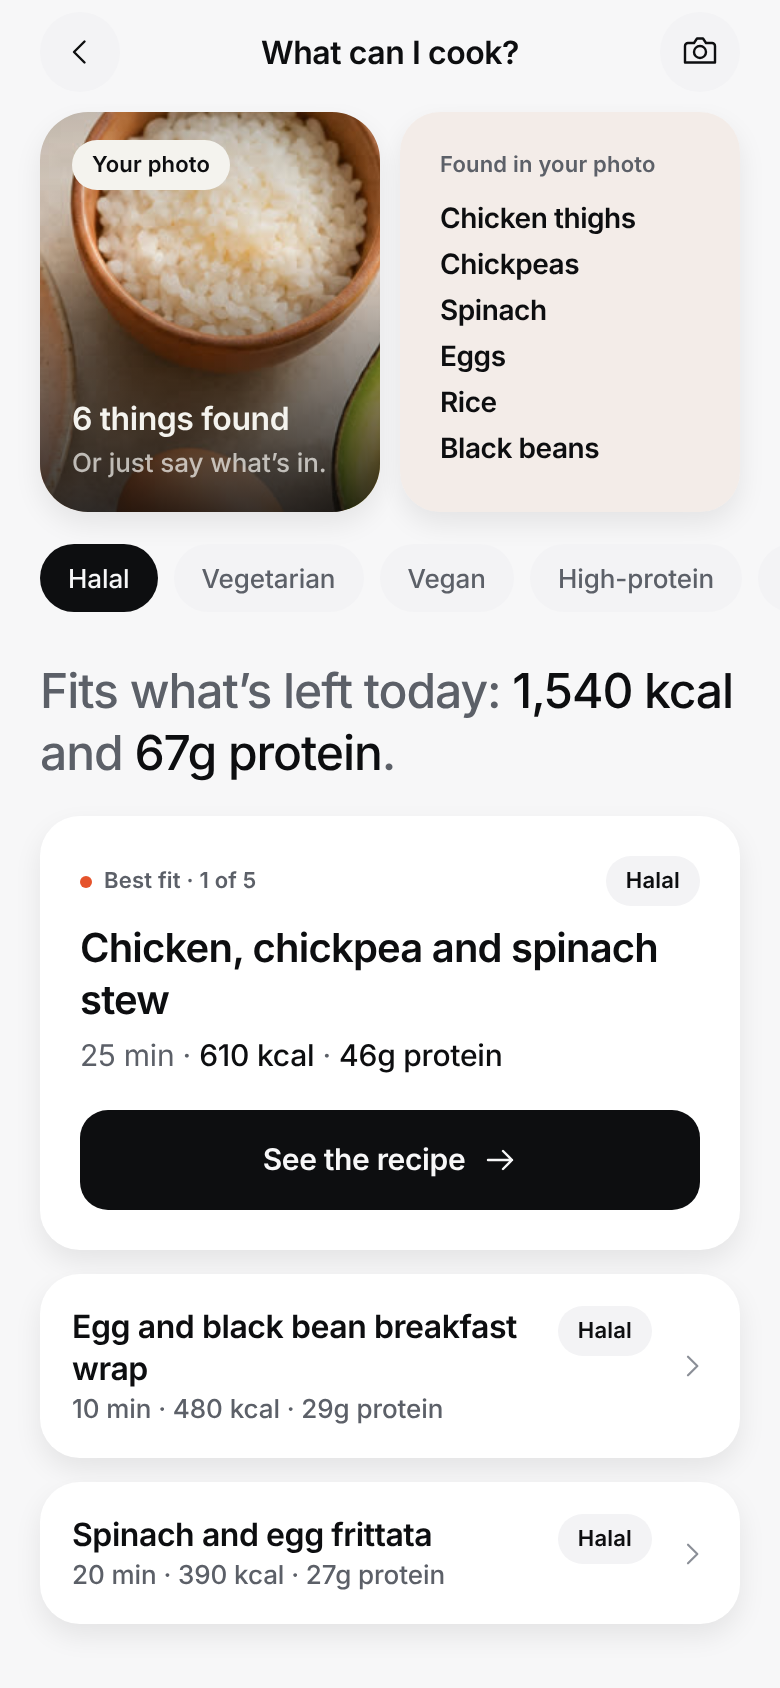 What can I cook?
Your photo
6 things found
Or just say what’s in.
Found in your photo
Chicken thighs
Chickpeas
Spinach
Eggs
Rice
Black beans
Halal
Vegetarian
Vegan
High-protein
Fits what’s left today: 1,540 kcal
and 67g protein.
Best fit · 1 of 5
Halal
Chicken, chickpea and spinach
stew
25 min · 610 kcal · 46g protein
See the recipe →
Egg and black bean breakfast
wrap
Halal
10 min · 480 kcal · 29g protein
Spinach and egg frittata
Halal
20 min · 390 kcal · 27g protein